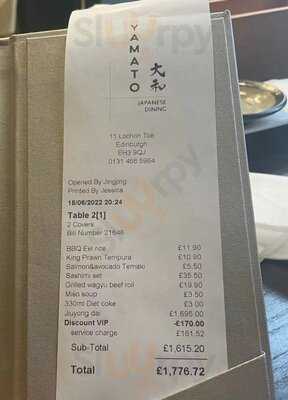 YAMATO
大和
JAPANESE
DINING
11 Lochrin Tce
Edinburgh
EH3 9QJ
0131 466 5964
Opened By Jingjing
Printed By Jessica
18/06/2022 20:24
Table 2[1]
2 Covers
Bill Number 21646
BBQ Eel rice £11.90
King Prawn Tempura £10.90
Salmon&avocado Temaki £5.50
Sashimi set £35.50
Grilled wagyu beef roll £19.90
Miso soup £3.50
330ml Diet coke £3.00
Juyong dai £1,695.00
Discount VIP -£170.00
service charge £161.52
Sub-Total £1,615.20
Total £1,776.72